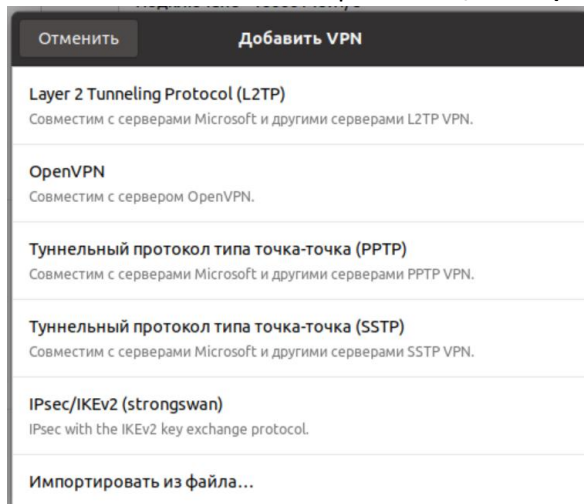 Отменить
Добавить VPN
Layer 2 Tunneling Protocol (L2TP)
Совместим с серверами Microsoft и другими серверами L2TP VPN.
OpenVPN
Совместим с сервером OpenVPN.
Туннельный протокол типа точка-точка (PPTP)
Совместим с серверами Microsoft и другими серверами PPTP VPN.
Туннельный протокол типа точка-точка (SSTP)
Совместим с серверами Microsoft и другими серверами SSTP VPN.
IPsec/IKEv2 (strongswan)
IPsec with the IKEv2 key exchange protocol.
Импортировать из файла…